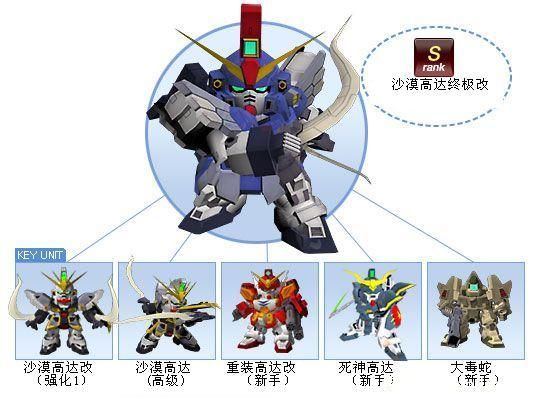 S
rank
沙漠高达终极改
KEY UNIT
沙漠高达改
(强化1)
沙漠高达
(高级)
重装高达改
(新手)
死神高达
(新手)
大毒蛇
(新手)